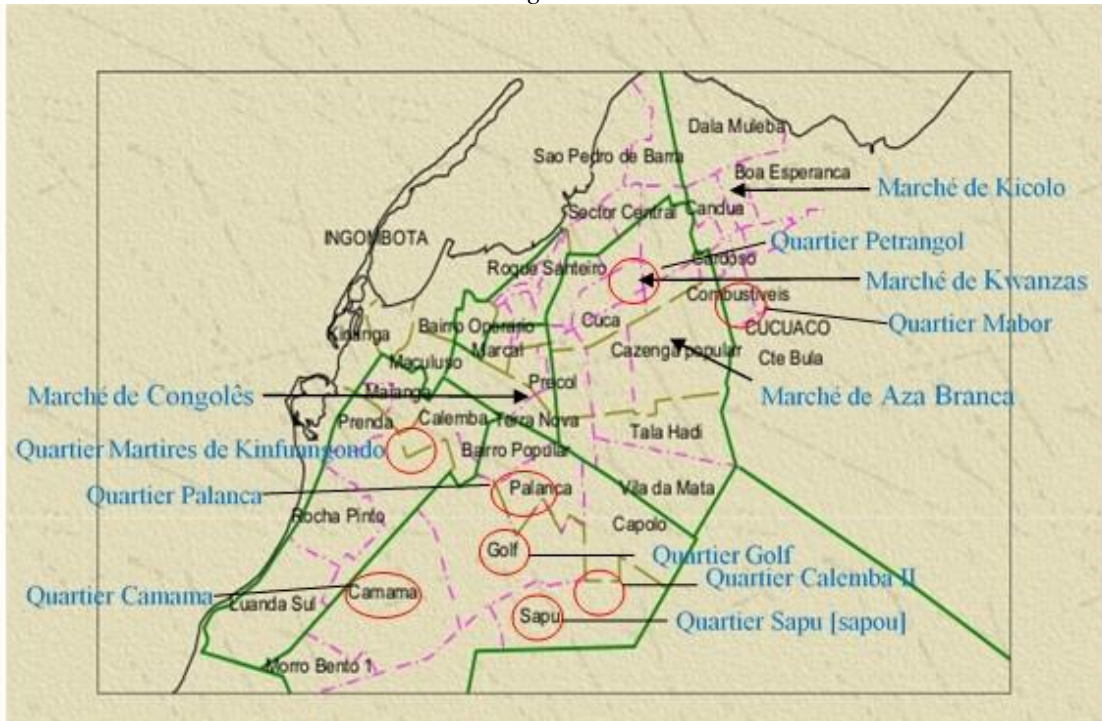 Dala Muleba
Sao Pedro de Barra
Boa Esperanca
Marché de Kicolo
Sector Central
Candua
INGOMBOTA
Quartier Petrangol
Cardoso
Roque Santeiro
Marché de Kwanzas
Combustiveis
Kinanga
Bairro Operario
Cuca
CUCUACO
Quartier Mabor
Marçal
Cazenga popular
Cte Bula
Maculuso
Precol
Marché de Congolês
Maianga
Marché de Aza Branca
Prenda
Calemba
Terra Nova
Tala Hadi
Quartier Martires de Kinfuangondo
Bairro Popular
Quartier Palanca
Palanca
Vila da Mata
Rocha Pinto
Capolo
Golf
Quartier Golf
Quartier Calemba II
Quartier Camama
Camama
Luanda Sul
Sapu
Quartier Sapu [sapou]
Morro Bento 1